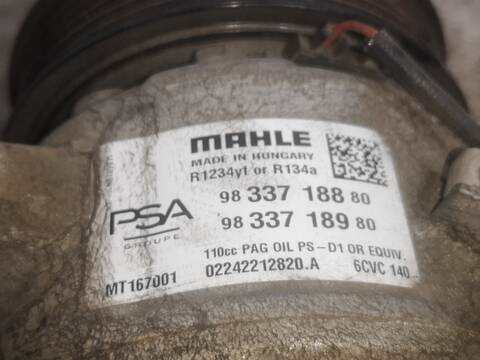 MAHLE
MADE IN HUNGARY
R1234yf or R134a
98 337 188 80
98 337 189 80
PSA
GROUPE
110cc PAG OIL PS-D1 OR EQUIV.
MT167001 02242212820.A 6CVC 140